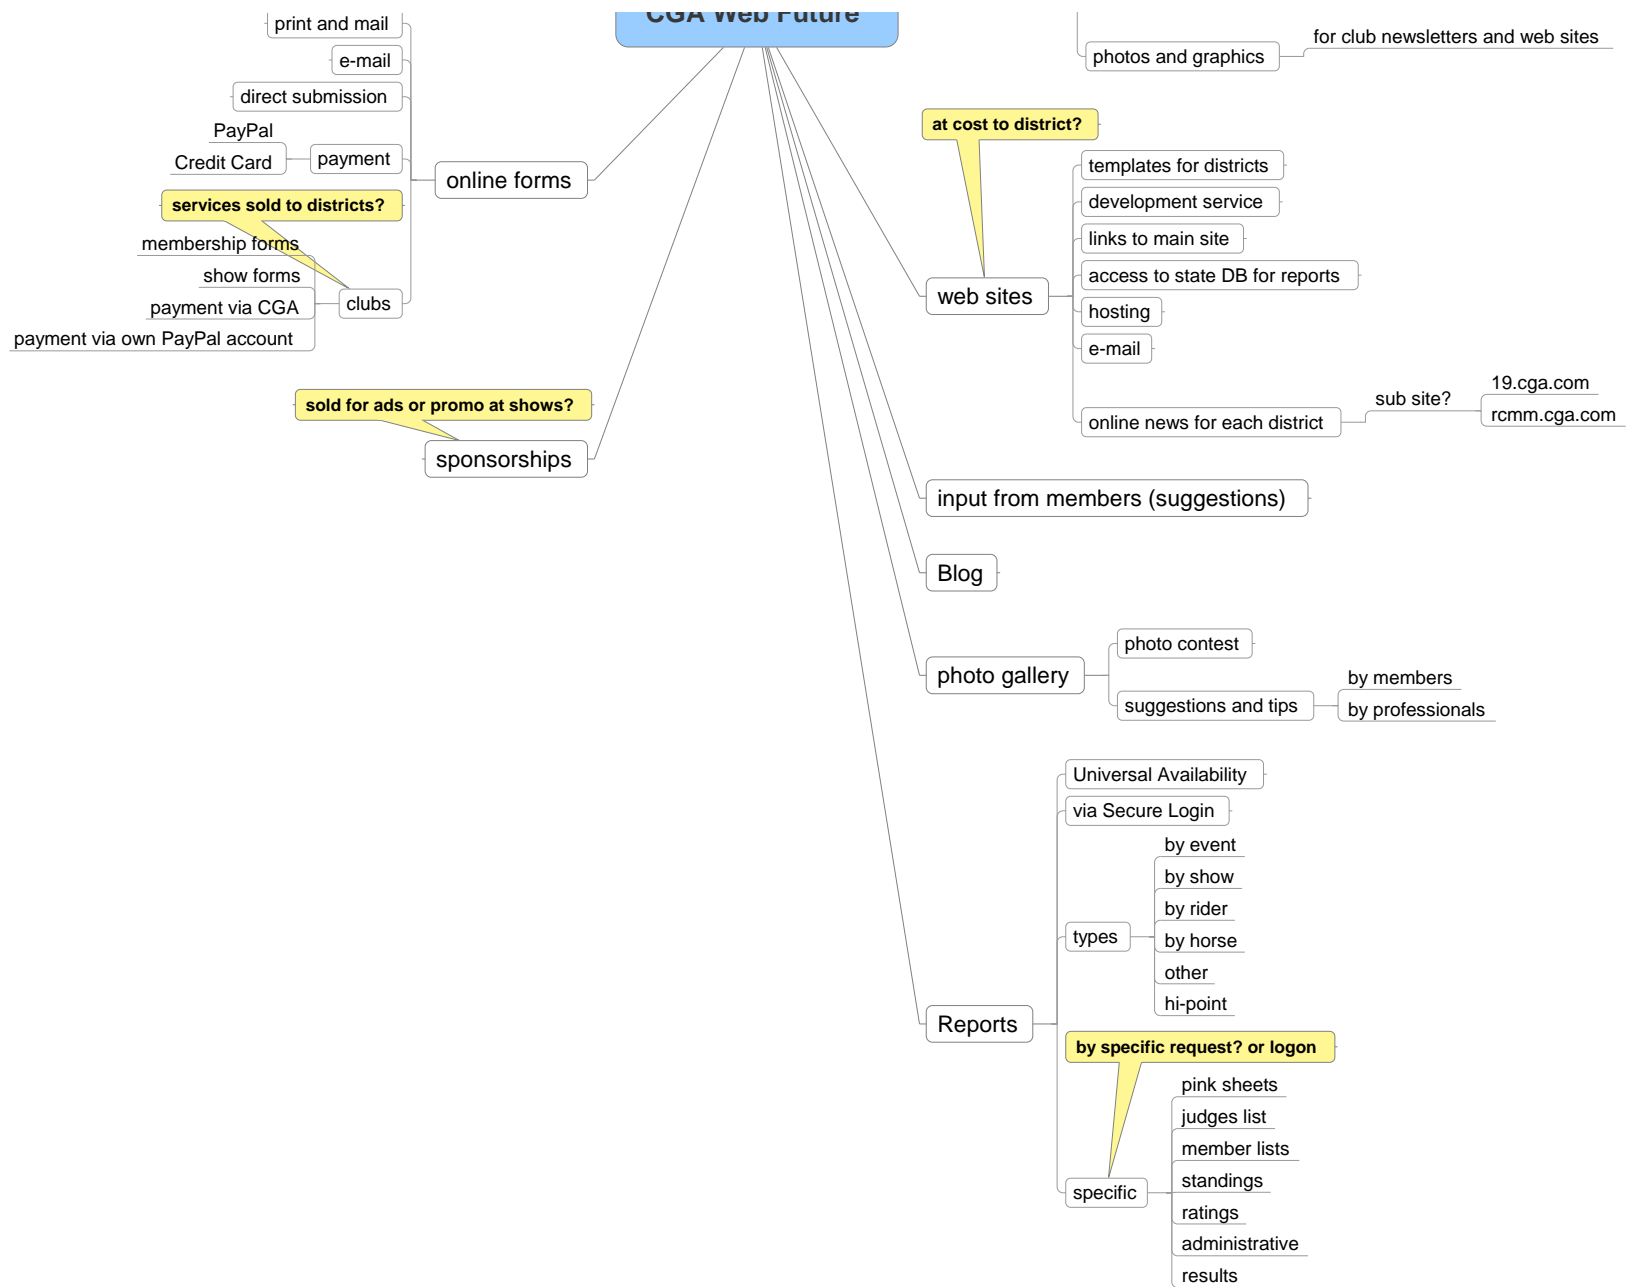 CGA Web Future
print and mail
e-mail
direct submission
PayPal
Credit Card
payment
online forms
services sold to districts?
membership forms
show forms
payment via CGA
payment via own PayPal account
clubs
sold for ads or promo at shows?
sponsorships
photos and graphics
for club newsletters and web sites
at cost to district?
web sites
templates for districts
development service
links to main site
access to state DB for reports
hosting
e-mail
online news for each district
sub site?
19.cga.com
rcmm.cga.com
input from members (suggestions)
Blog
photo gallery
photo contest
suggestions and tips
by members
by professionals
Reports
Universal Availability
via Secure Login
types
by event
by show
by rider
by horse
other
hi-point
by specific request? or logon
specific
pink sheets
judges list
member lists
standings
ratings
administrative
results